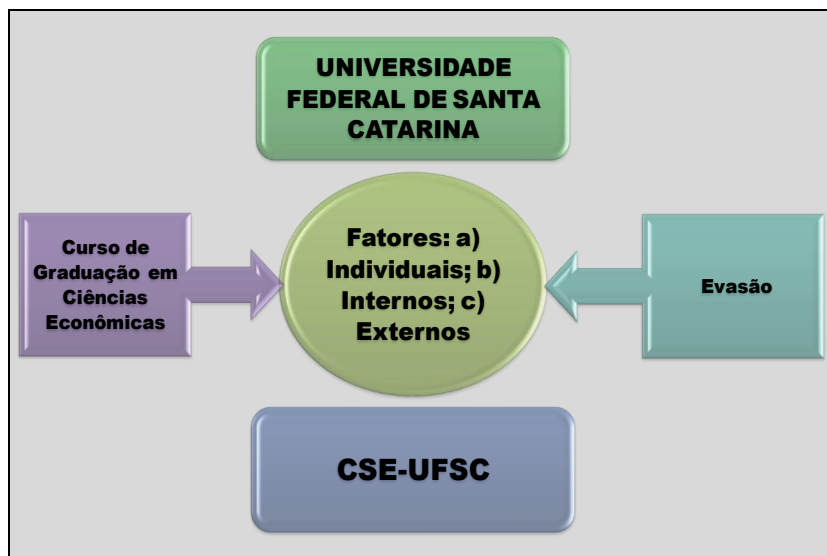 UNIVERSIDADE
FEDERAL DE SANTA
CATARINA
Curso de
Graduação em
Ciências
Econômicas
Fatores: a)
Individuais; b)
Internos; c)
Externos
Evasão
CSE-UFSC